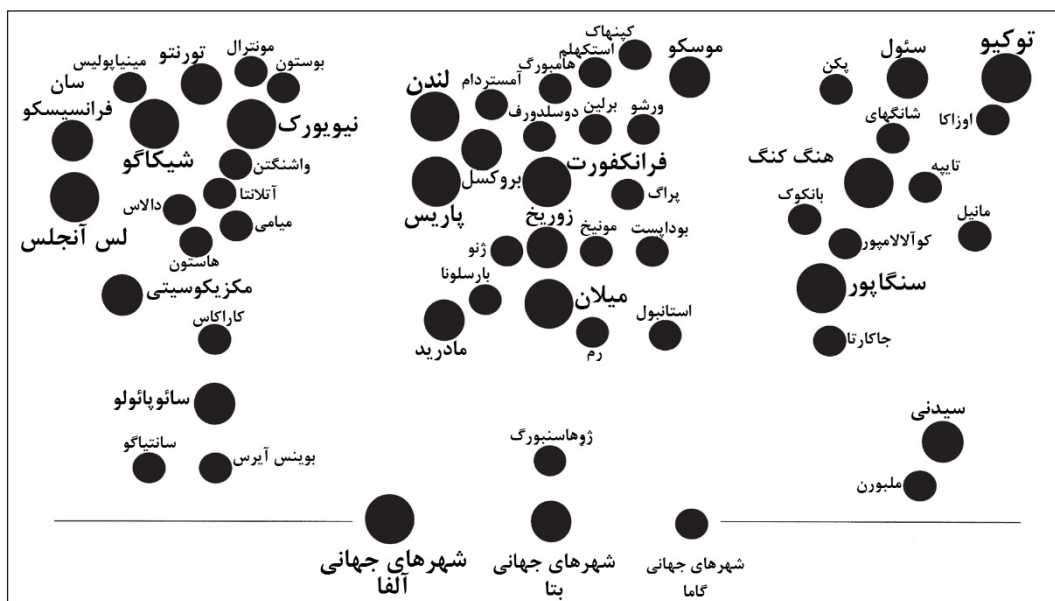 مونترال
تورنتو
مینیاپولیس
بوستون
سان
فرانسیسکو
شیکاگو
نیویورک
واشنگتن
آتلانتا
دالاس
میامی
لس آنجلس
هاستون
مکزیکوسیتی
کاراکاس
سائوپائولو
سانتیاگو
بوینس آیرس
کپنهاک
استکهلم
هامبورگ
موسکو
لندن
آمستردام
دوسلدورف
برلین
ورشو
فرانکفورت
بروکسل
پاریس
پراگ
زوریخ
مونیخ
بوداپست
ژنو
بارسلونا
میلان
استانبول
مادرید
رم
ژوهاسنبورگ
توکیو
سئول
پکن
شانگهای
اوزاکا
هنگ کنگ
تایپه
بانکوک
مانیل
کوآلالامپور
سنگاپور
جاکارتا
سیدنی
ملبورن
شهرهای جهانی
آلفا
شهرهای جهانی
بتا
شهرهای جهانی
گاما